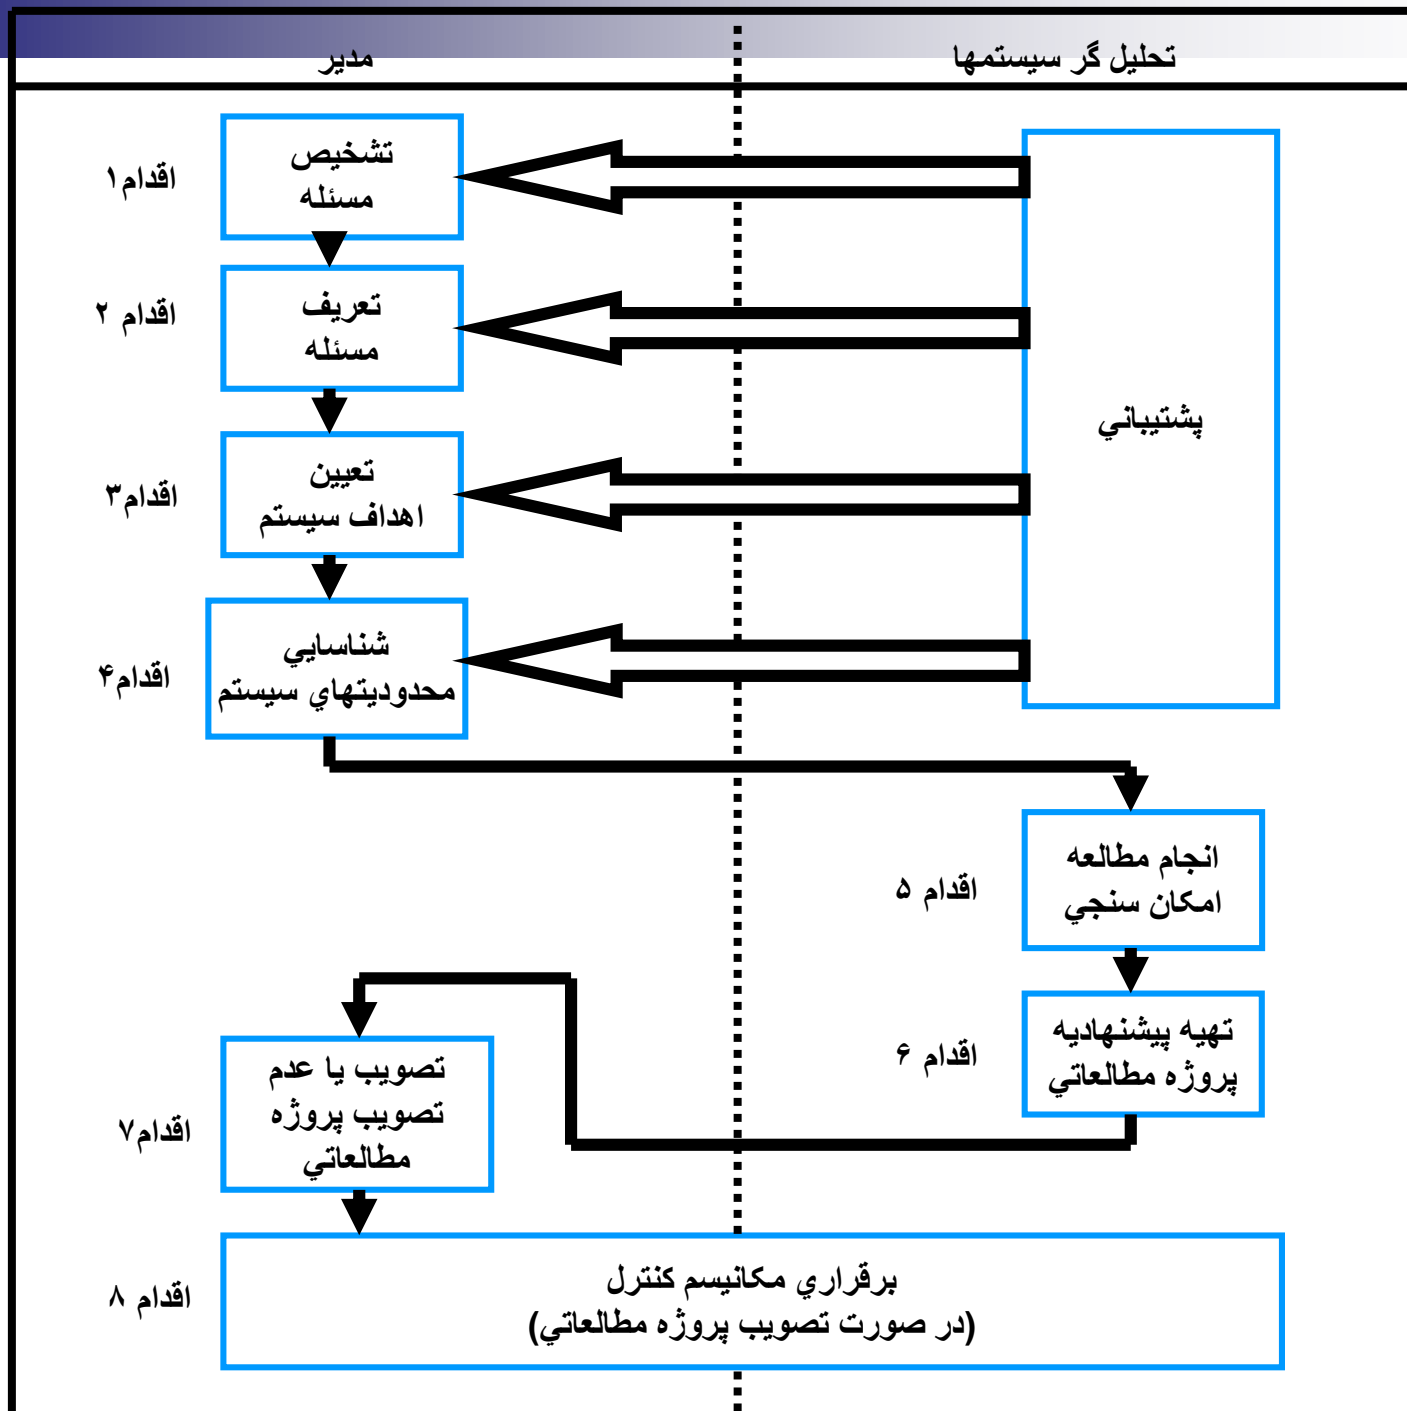 تحليل گر سيستمها
مدير
تشخيص
مسئله
اقدام۱
تعريف
مسئله
اقدام ۲
پشتيباني
تعيين
اهداف سيستم
اقدام۳
شناسايي
محدوديتهاي سيستم
اقدام۴
انجام مطالعه
امكان سنجي
اقدام ۵
تهيه پيشنهاديه
پروژه مطالعاتي
اقدام ۶
تصويب يا عدم
تصويب پروژه
مطالعاتي
اقدام۷
برقراري مكانيسم كنترل
(در صورت تصويب پروژه مطالعاتي)
اقدام ۸